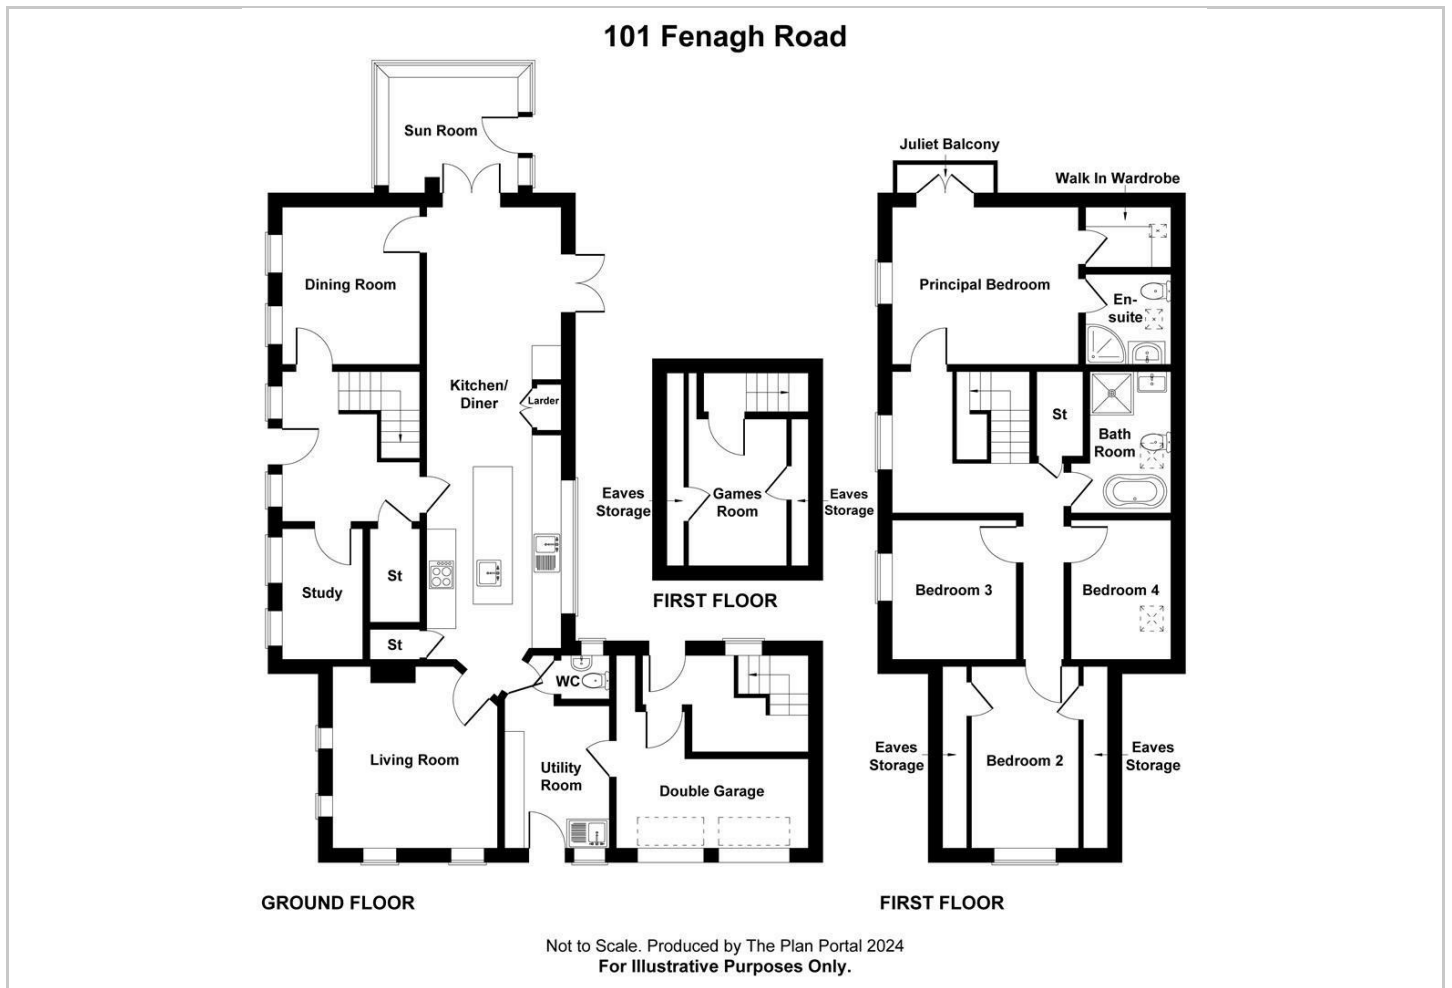 101 Fenagh Road
Sun Room
Dining Room
Kitchen/
Diner
Larder
St
Study
St
WC
Living Room
Utility
Room
Double Garage
GROUND FLOOR
Eaves
Storage
Games
Room
Eaves
Storage
FIRST FLOOR
Juliet Balcony
Walk In Wardrobe
Principal Bedroom
En-
suite
St
Bath
Room
Bedroom 3
Bedroom 4
Eaves
Storage
Bedroom 2
Eaves
Storage
FIRST FLOOR
Not to Scale. Produced by The Plan Portal 2024
For Illustrative Purposes Only.